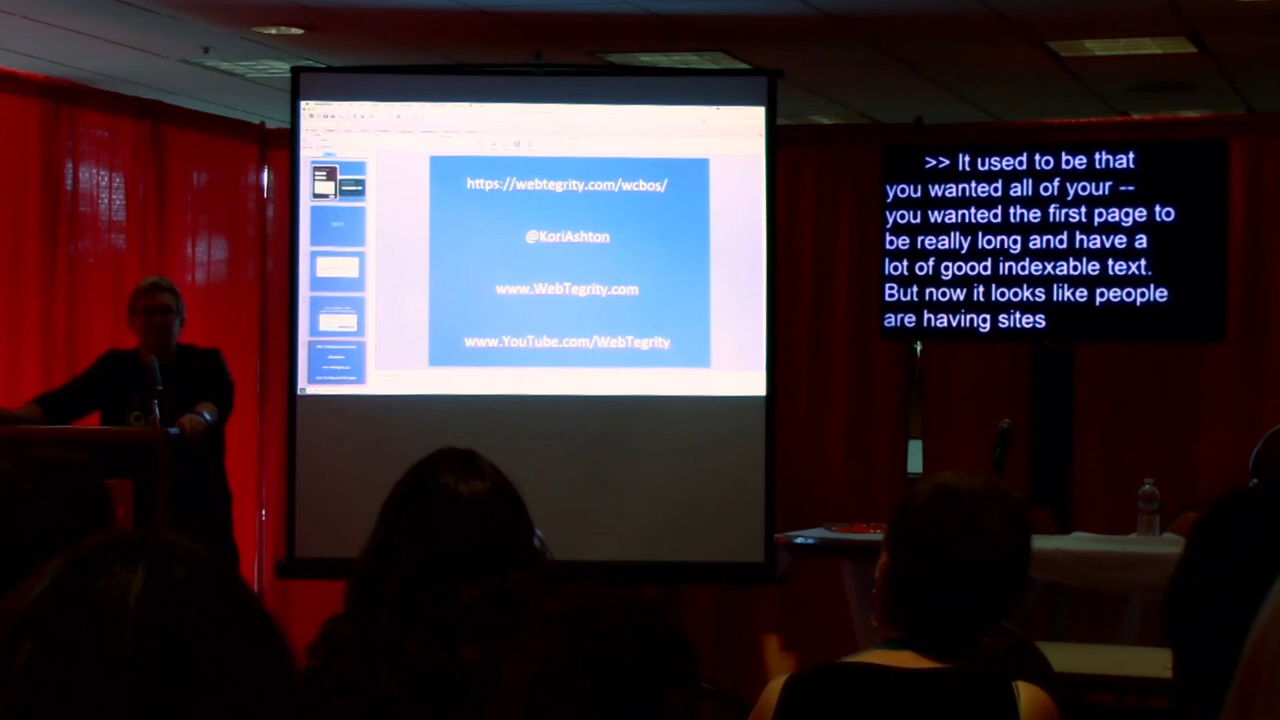 https://webtegrity.com/wcbos/
@KoriAshton
www.WebTegrity.com
www.YouTube.com/WebTegrity
>> It used to be that
you wanted all of your --
you wanted the first page to
be really long and have a
lot of good indexable text.
But now it looks like people
are having sites